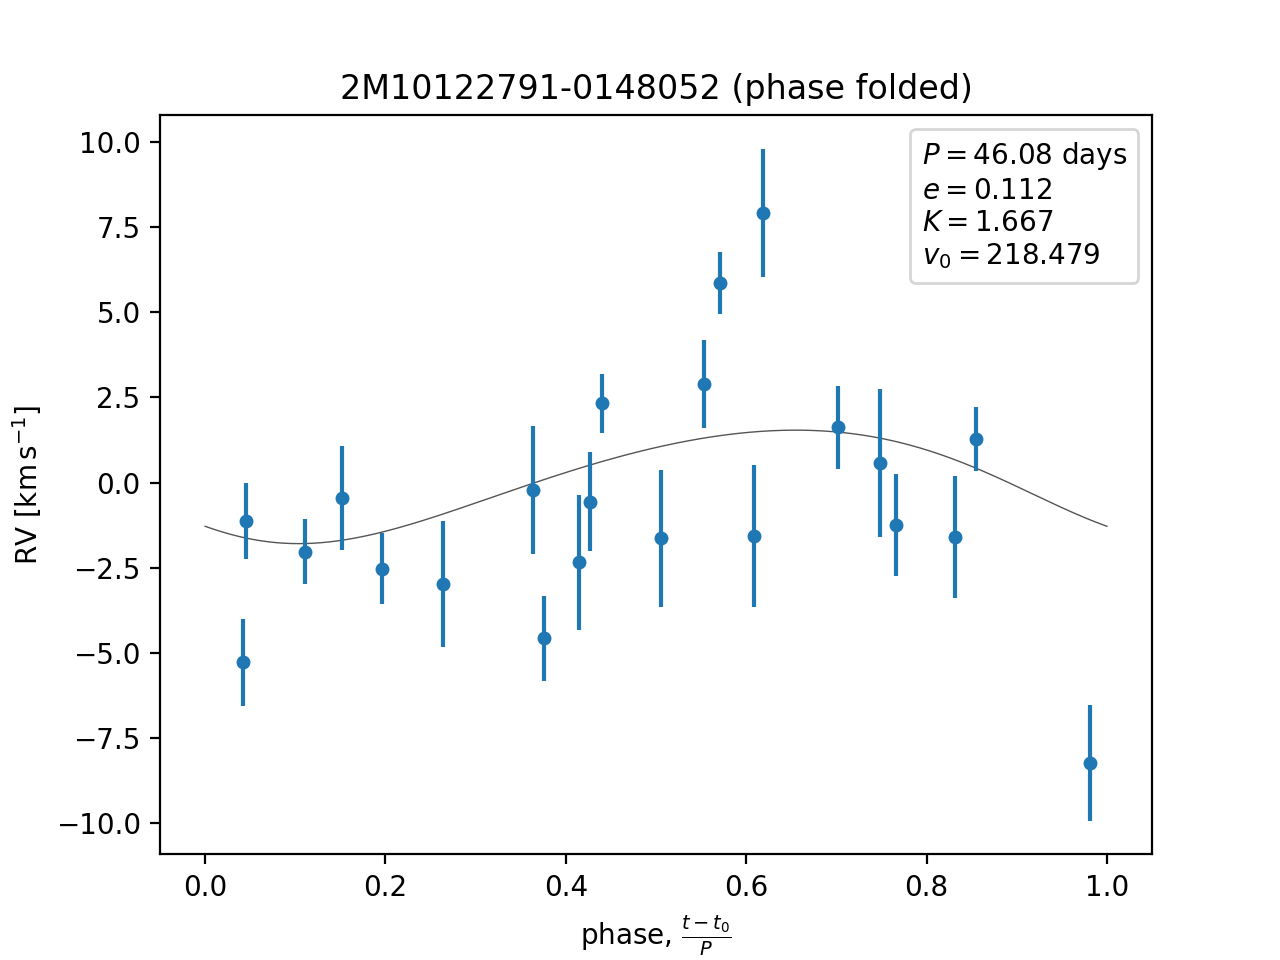 2M10122791-0148052 (phase folded)
P = 46.08 days
e = 0.112
K = 1.667
v₀ = 218.479
10.0
7.5
5.0
2.5
0.0
−2.5
−5.0
−7.5
−10.0
RV [km s⁻¹]
0.0 0.2 0.4 0.6 0.8 1.0
phase, (t − t₀)/P